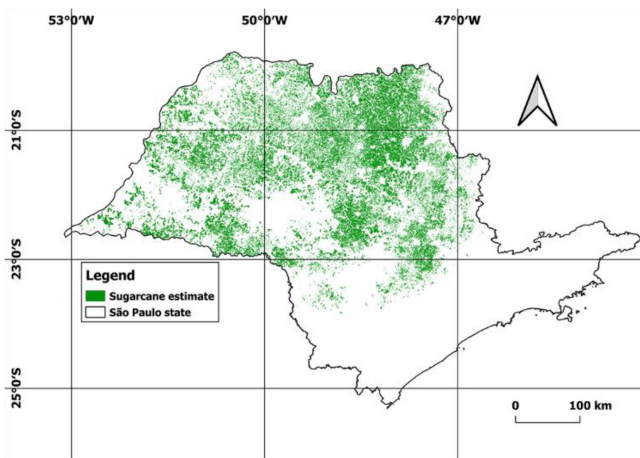 53°0'W 50°0'W 47°0'W
21°0'S
23°0'S
Legend
Sugarcane estimate
São Paulo state
25°0'S
0 100 km